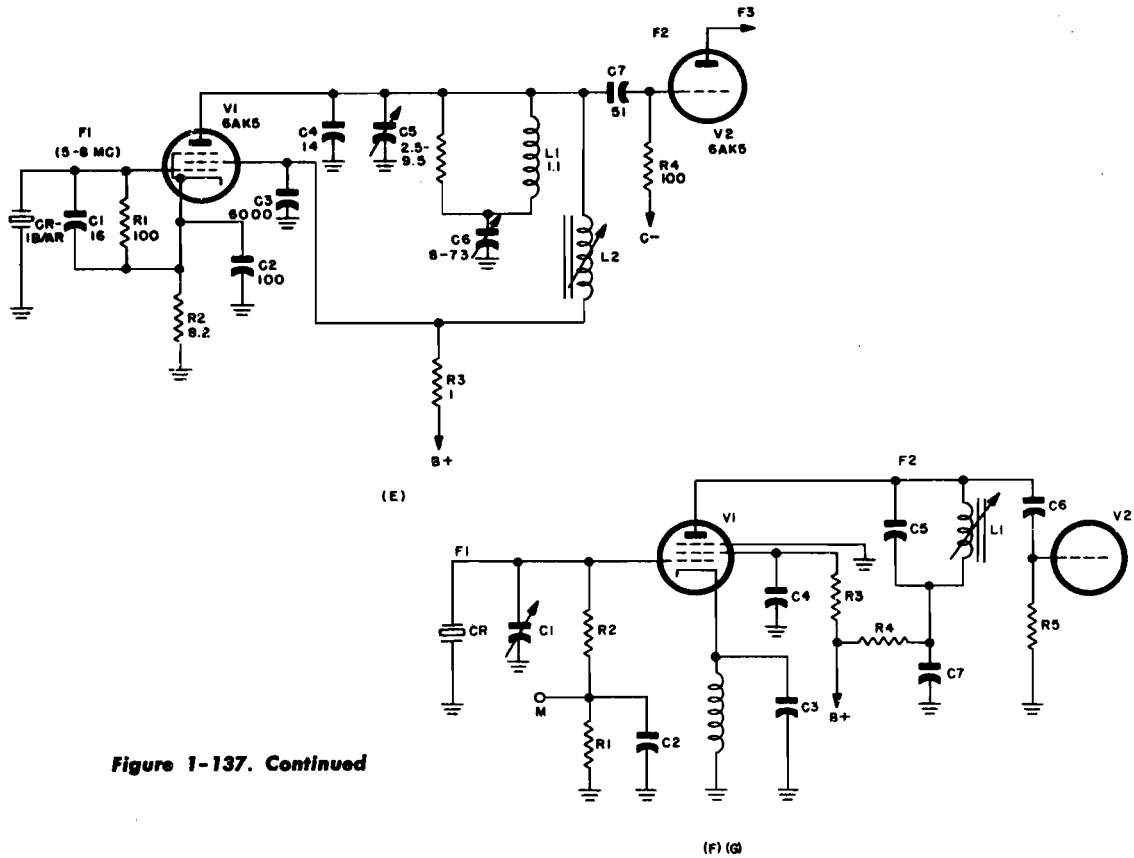 F3
F2
C7
51
V2
6AK5
R4
100
C-
V1
6AK5
F1
(5-8 MC)
C4
14
C5
2.5-
9.5
L1
1.1
C3
6000
CR-
18/AR
C1
16
R1
100
C2
100
C6
8-73
L2
R2
8.2
R3
1
B+
(E)
F2
V1
C5
L1
C6
V2
F1
C4
R3
R4
R5
CR
C1
R2
C7
M
B+
C3
R1
C2
Figure 1-137. Continued
(F) (G)